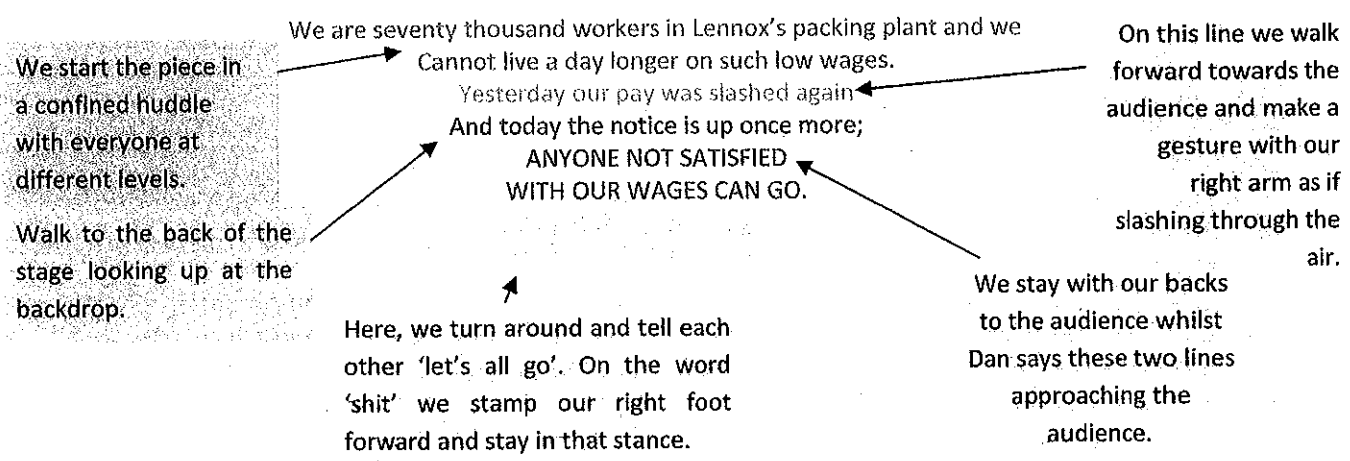 We are seventy thousand workers in Lennox's packing plant and we
Cannot live a day longer on such low wages.
Yesterday our pay was slashed again
And today the notice is up once more;
ANYONE NOT SATISFIED
WITH OUR WAGES CAN GO.
We start the piece in
a confined huddle
with everyone at
different levels.
Walk to the back of the
stage looking up at the
backdrop.
On this line we walk
forward towards the
audience and make a
gesture with our
right arm as if
slashing through the
air.
Here, we turn around and tell each
other 'let's all go'. On the word
'shit' we stamp our right foot
forward and stay in that stance.
We stay with our backs
to the audience whilst
Dan says these two lines
approaching the
audience.